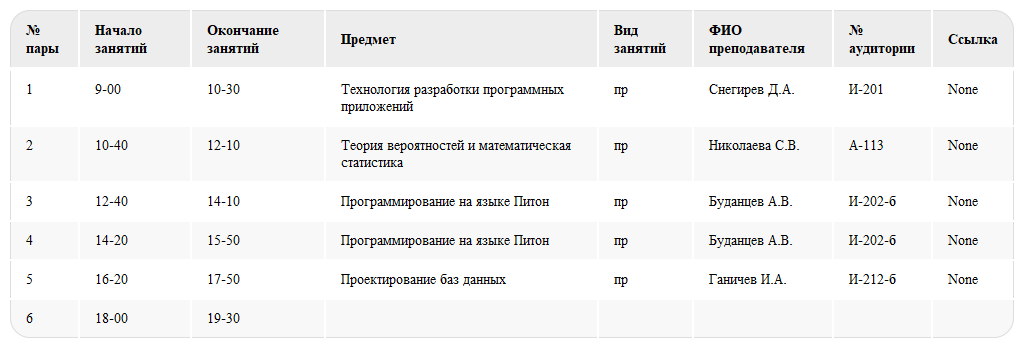 № пары Начало занятий Окончание занятий Предмет Вид занятий ФИО преподавателя № аудитории Ссылка
1 9-00 10-30 Технология разработки программных приложений пр Снегирев Д.А. И-201 None
2 10-40 12-10 Теория вероятностей и математическая статистика пр Николаева С.В. А-113 None
3 12-40 14-10 Программирование на языке Питон пр Буданцев А.В. И-202-б None
4 14-20 15-50 Программирование на языке Питон пр Буданцев А.В. И-202-б None
5 16-20 17-50 Проектирование баз данных пр Ганичев И.А. И-212-б None
6 18-00 19-30